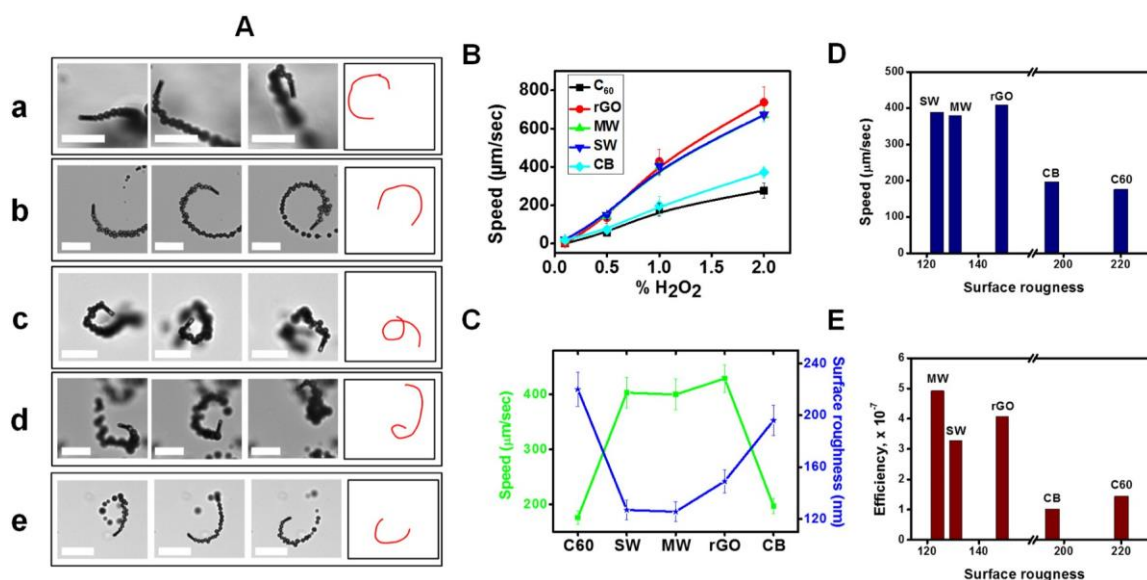 A
a
b
c
d
e
B
Speed (µm/sec)
800
600
400
200
0
C₆₀
rGO
MW
SW
CB
0.0 0.5 1.0 1.5 2.0
% H₂O₂
C
Speed (µm/sec)
400
300
200
Surface roughness (nm)
240
200
160
120
C60 SW MW rGO CB
D
Speed (µm/sec)
500
400
300
200
100
0
SW MW rGO CB C60
120 140 200 220
Surface rougness
E
Efficiency, x 10⁻⁷
6
5
4
3
2
1
0
MW SW rGO CB C60
120 140 200 220
Surface rougness